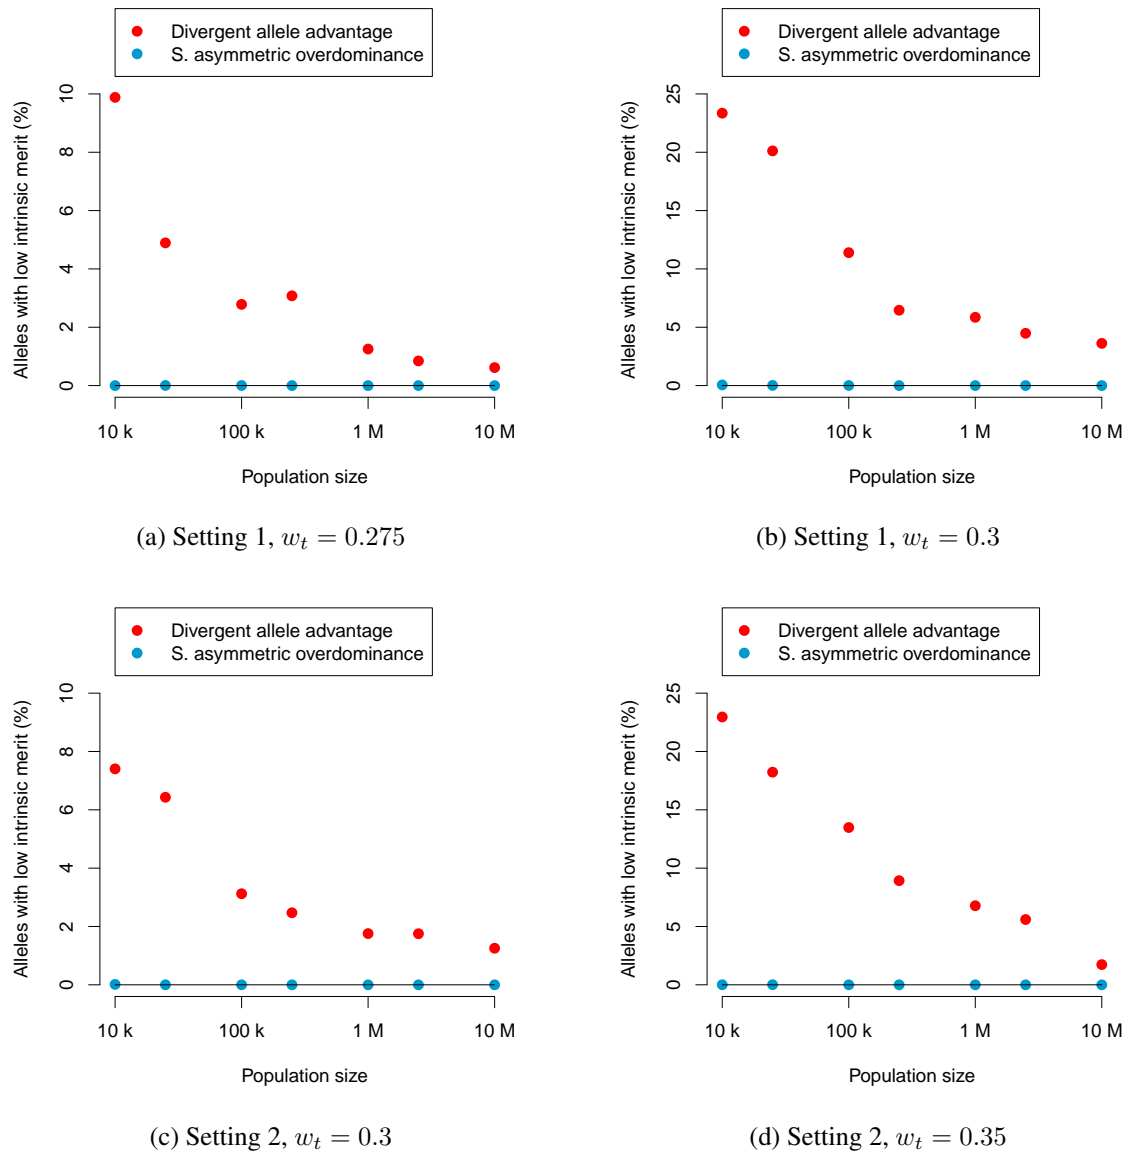 Divergent allele advantage
S. asymmetric overdominance
Alleles with low intrinsic merit (%)
10
8
6
4
2
0
10 k
100 k
1 M
10 M
Population size
(a) Setting 1, w_t = 0.275
Divergent allele advantage
S. asymmetric overdominance
Alleles with low intrinsic merit (%)
25
20
15
10
5
0
10 k
100 k
1 M
10 M
Population size
(b) Setting 1, w_t = 0.3
Divergent allele advantage
S. asymmetric overdominance
Alleles with low intrinsic merit (%)
10
8
6
4
2
0
10 k
100 k
1 M
10 M
Population size
(c) Setting 2, w_t = 0.3
Divergent allele advantage
S. asymmetric overdominance
Alleles with low intrinsic merit (%)
25
20
15
10
5
0
10 k
100 k
1 M
10 M
Population size
(d) Setting 2, w_t = 0.35